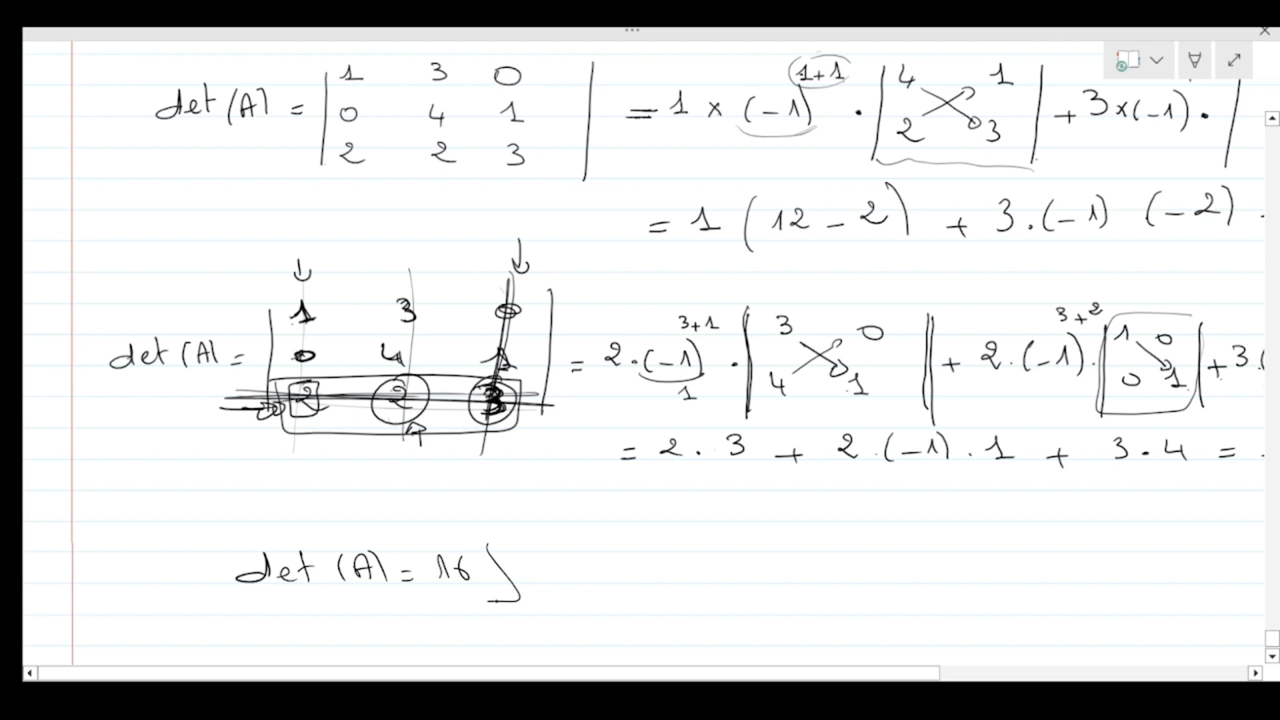 det(A) = | 1 3 0 | = 1 × (-1)^{1+1} · | 4 1 | + 3×(-1) · |
| 0 4 1 |
| 2 2 3 | | 2 3 |
= 1 (12 - 2) + 3 . (-1) (-2)
det(A) = | 1 3 0 | = 2 . (-1)^{3+1} · | 3 0 | + 2 . (-1)^{3+2} . | 1 0 | + 3 . (
| 0 4 1 | 1 | 4 1 | | 0 1 |
| 2 2 3 |
= 2 . 3 + 2 . (-1) . 1 + 3 . 4 =
det (A) = 16